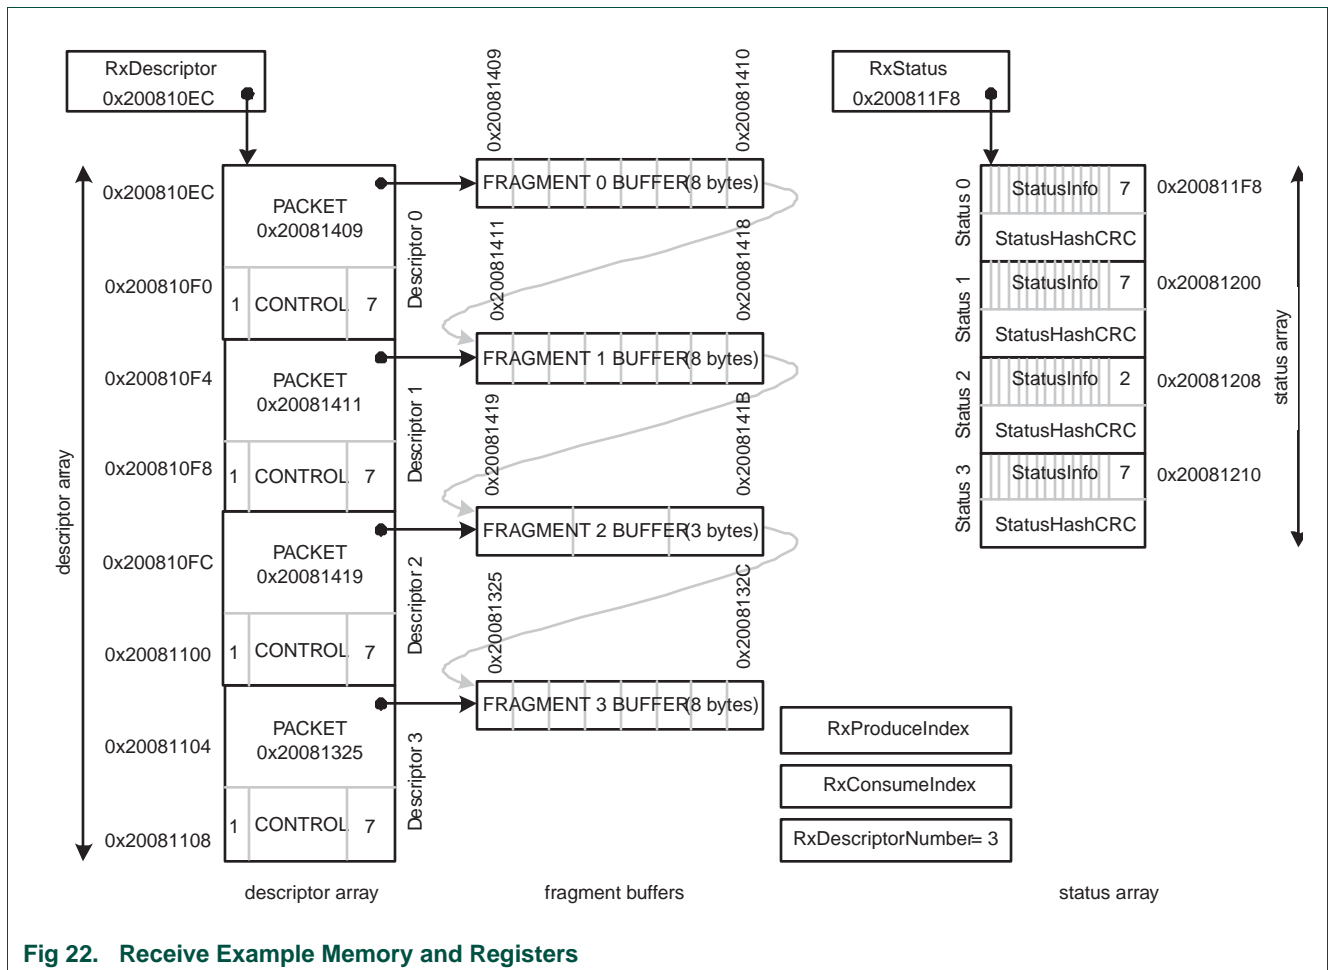 RxDescriptor
0x200810EC
RxStatus
0x200811F8
0x20081409
0x20081410
0x200810EC
PACKET
0x20081409
0x200810F0
1 CONTROL 7
Descriptor 0
FRAGMENT 0 BUFFER(8 bytes)
0x20081411
0x20081418
0x200810F4
PACKET
0x20081411
0x200810F8
1 CONTROL 7
Descriptor 1
FRAGMENT 1 BUFFER(8 bytes)
0x20081419
0x2008141B
0x200810FC
PACKET
0x20081419
0x20081100
1 CONTROL 7
Descriptor 2
FRAGMENT 2 BUFFER(3 bytes)
0x20081325
0x2008132C
0x20081104
PACKET
0x20081325
0x20081108
1 CONTROL 7
Descriptor 3
FRAGMENT 3 BUFFER(8 bytes)
descriptor array
Status 0
StatusInfo 7
0x200811F8
StatusHashCRC
Status 1
StatusInfo 7
0x20081200
StatusHashCRC
Status 2
StatusInfo 2
0x20081208
StatusHashCRC
Status 3
StatusInfo 7
0x20081210
StatusHashCRC
status array
RxProduceIndex
RxConsumeIndex
RxDescriptorNumber= 3
descriptor array
fragment buffers
status array
Fig 22. Receive Example Memory and Registers